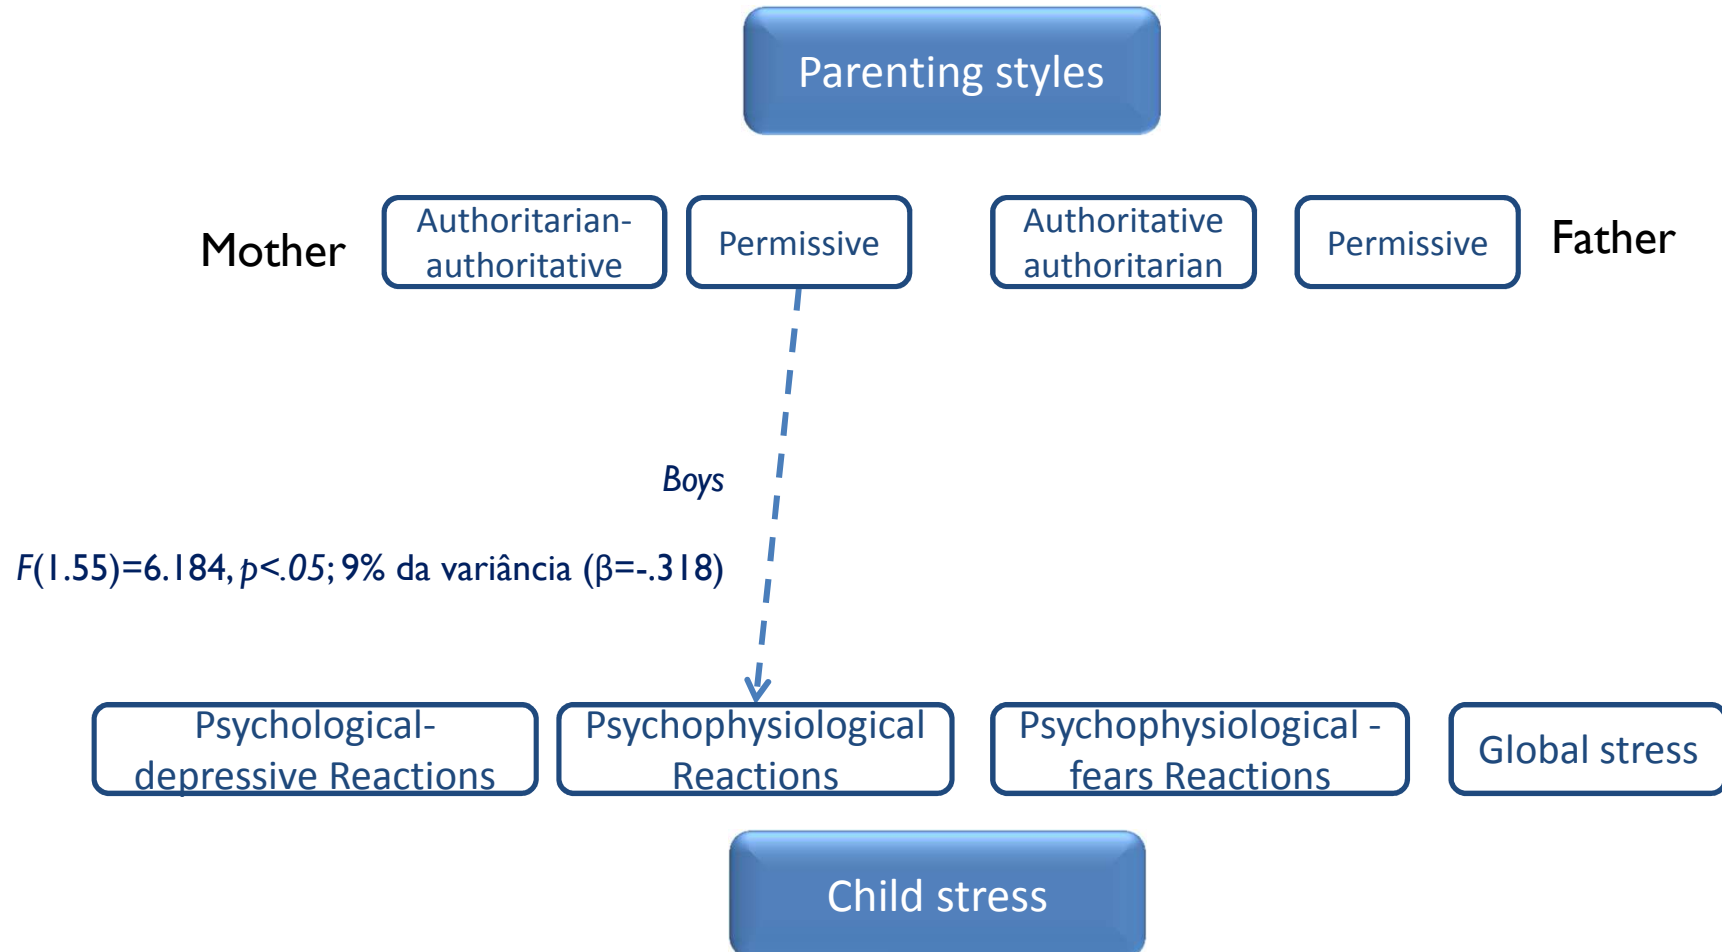 Parenting styles
Mother
Authoritarian-
authoritative
Permissive
Authoritative
authoritarian
Permissive
Father
Boys
F(1.55)=6.184, p<.05; 9% da variância (β=-.318)
Psychological-
depressive Reactions
Psychophysiological
Reactions
Psychophysiological -
fears Reactions
Global stress
Child stress